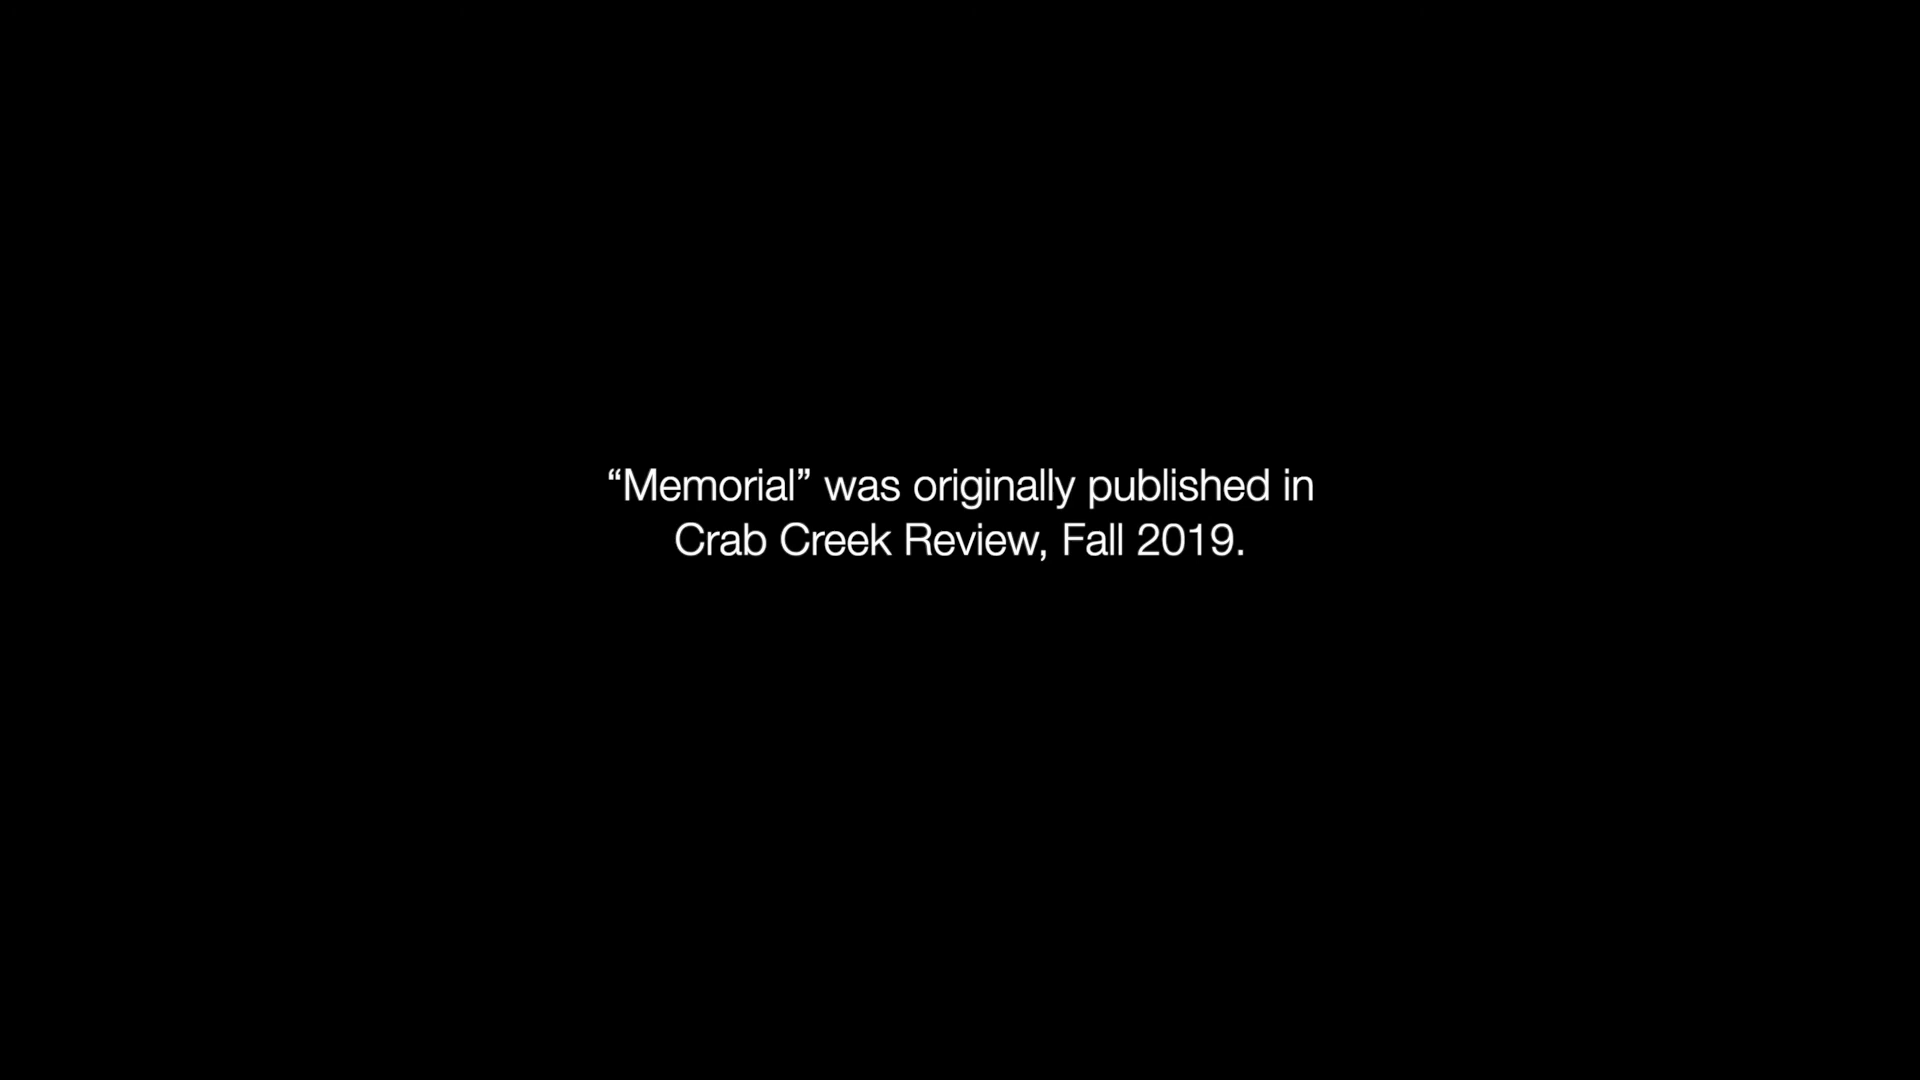 “Memorial” was originally published in
Crab Creek Review, Fall 2019.